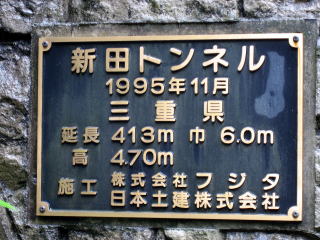 新田トンネル
1995年11月
三重県
延長 413m 巾 6.0m
高 4.70m
施工 株式会社フジタ
日本土建株式会社